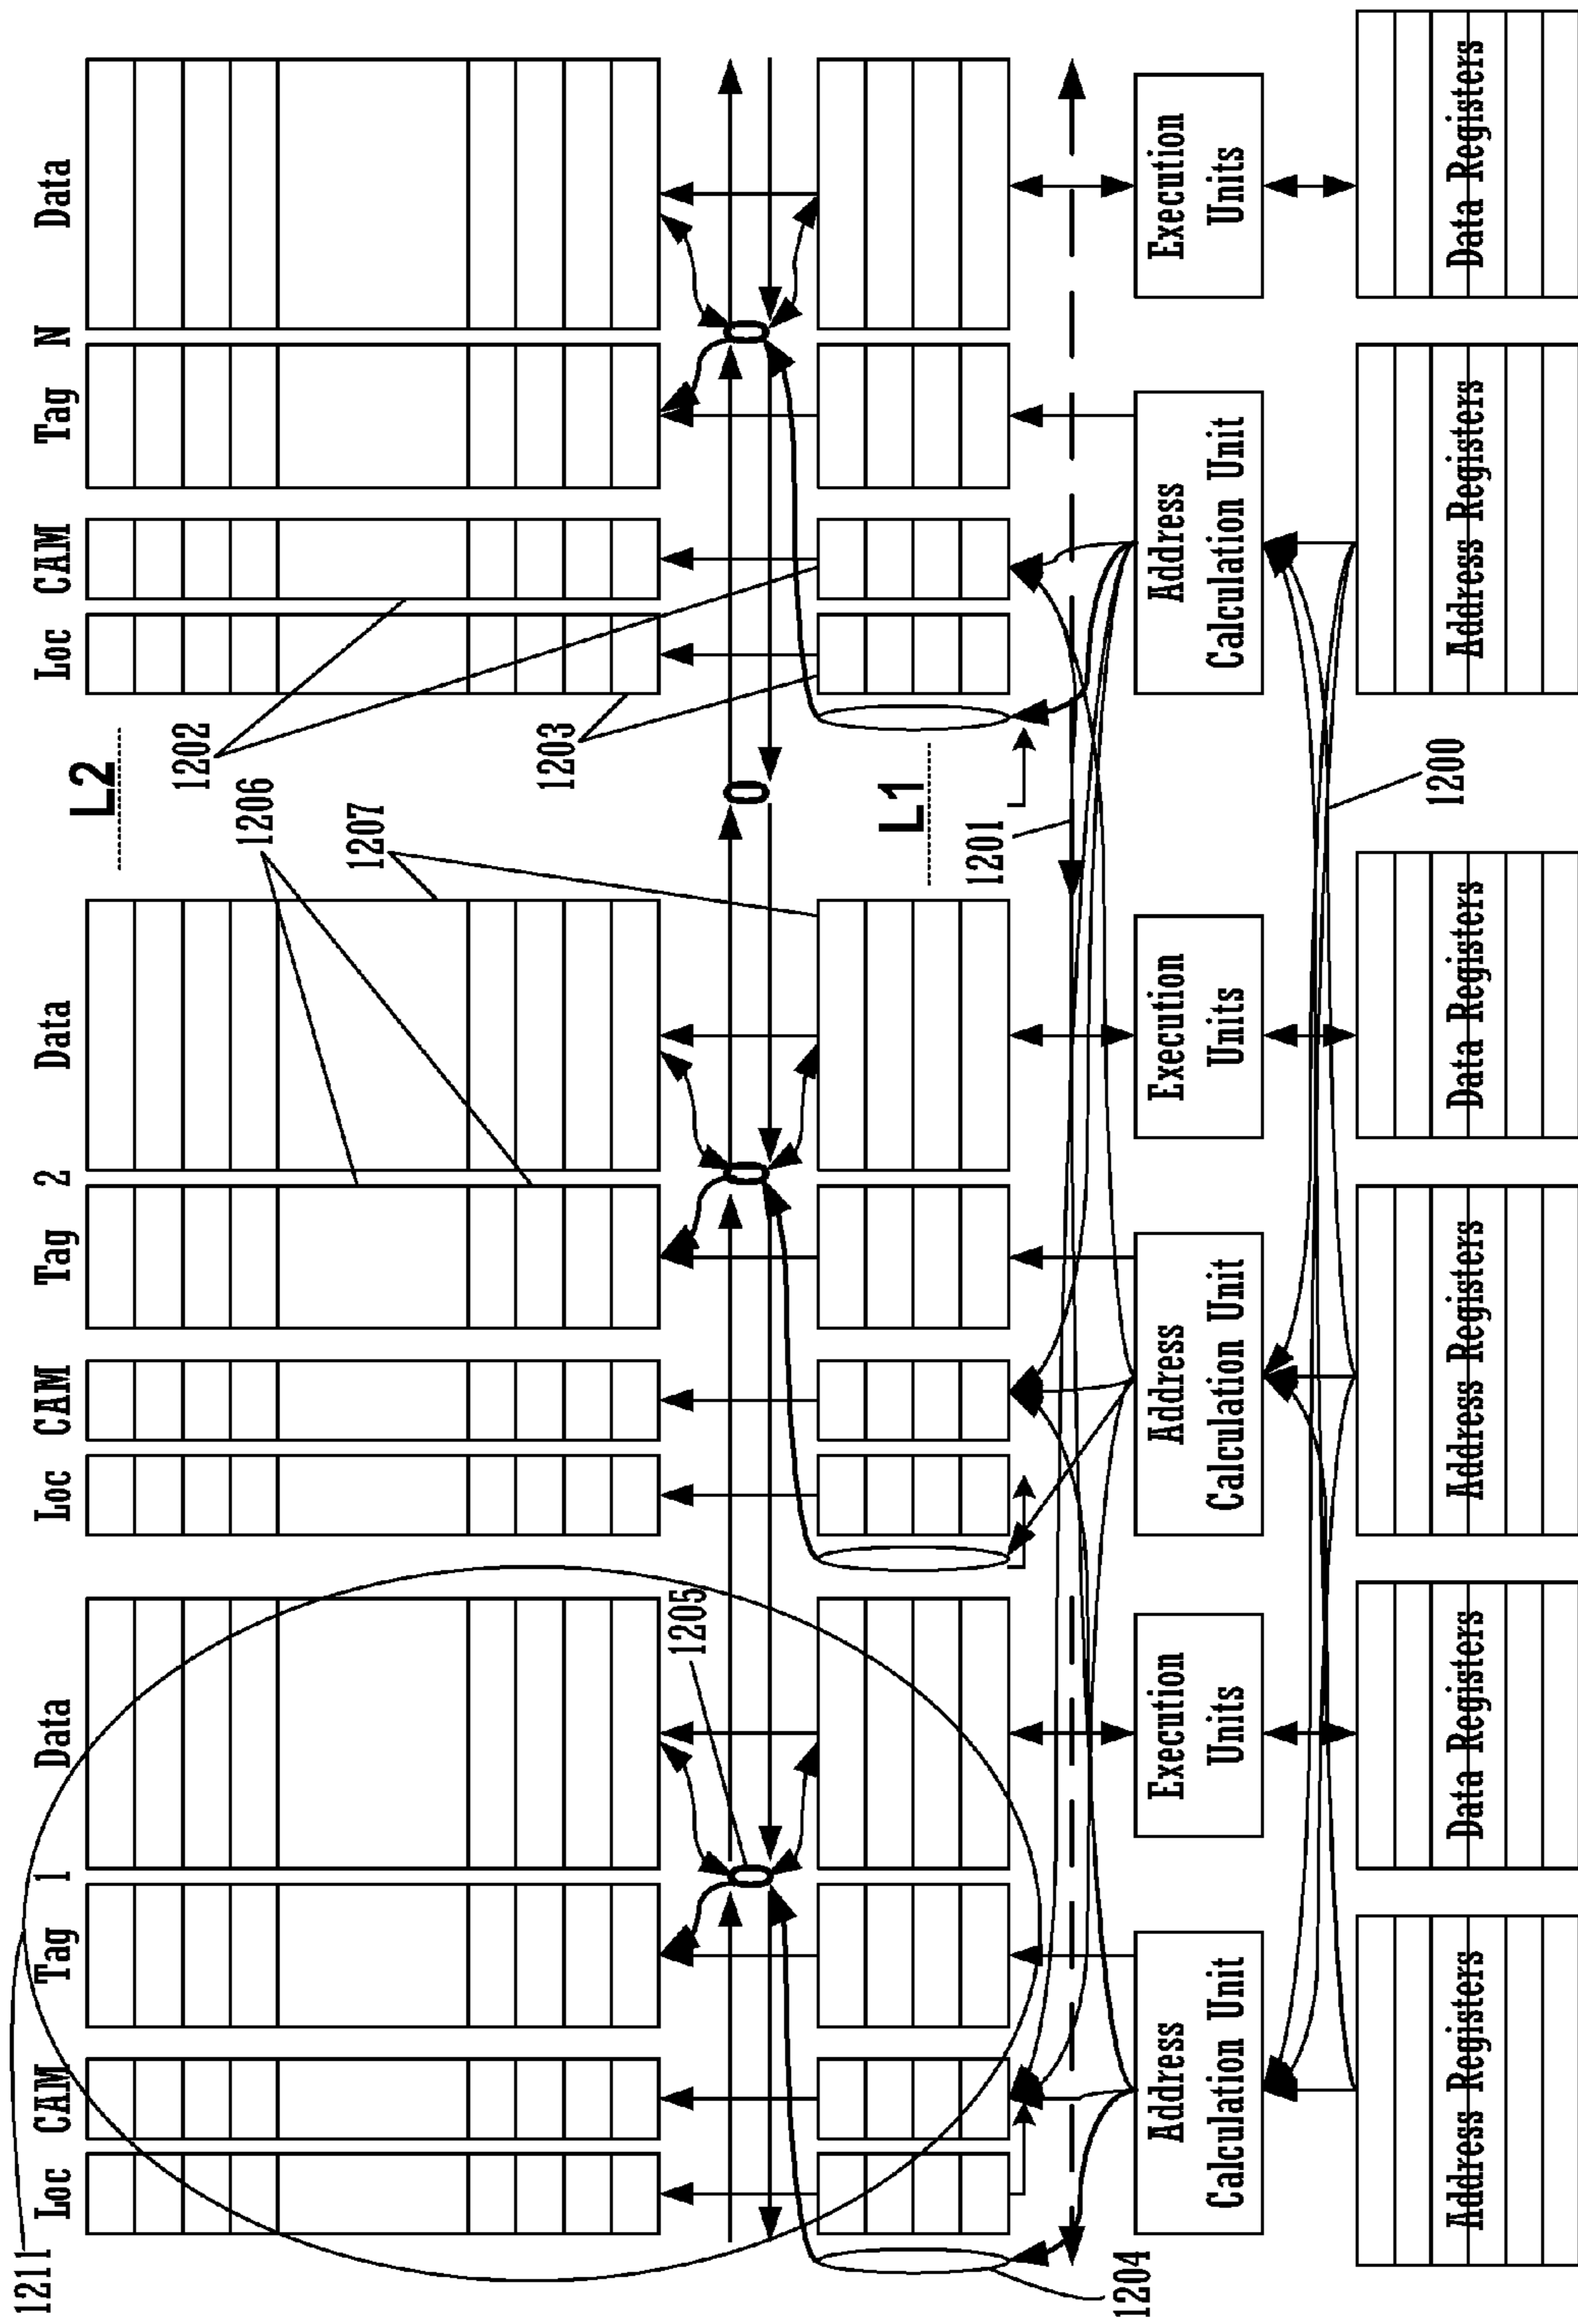 1211
Loc CAM Tag 1 Data
Loc CAM Tag 2 Data
Loc CAM Tag N Data
L2
1202
1206
1207
1203
1205
L1
1201
1204
Address
Calculation Unit
Execution
Units
Address
Calculation Unit
Execution
Units
Address
Calculation Unit
Execution
Units
1200
Address Registers
Data Registers
Address Registers
Data Registers
Address Registers
Data Registers